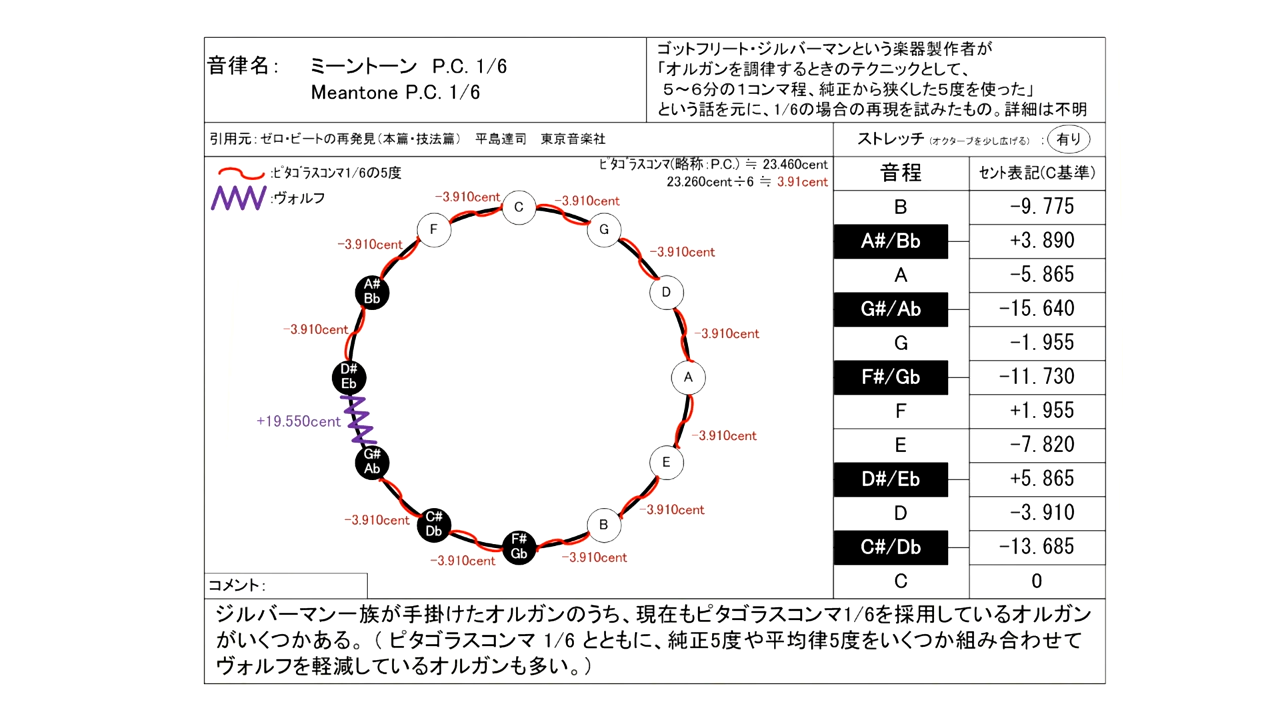 音律名： ミーントーン P.C. 1/6
Meantone P.C. 1/6
ゴットフリート・ジルバーマンという楽器製作者が
「オルガンを調律するときのテクニックとして、
５～６分の１コンマ程、純正から狭くした５度を使った」
という話を元に、1/6の場合の再現を試みたもの。詳細は不明
引用元：ゼロ・ビートの再発見（本篇・技法篇） 平島達司 東京音楽社
ストレッチ（オクターブを少し広げる）：有り
:ピタゴラスコンマ1/6の5度
:ヴォルフ
ピタゴラスコンマ(略称：P.C.) ≒ 23.460cent
23.260cent÷6 ≒ 3.91cent
-3.910cent
C
-3.910cent
F
G
-3.910cent
-3.910cent
A#
Bb
D
-3.910cent
-3.910cent
D#
Eb
A
+19.550cent
-3.910cent
G#
Ab
E
-3.910cent
-3.910cent
C#
Db
B
F#
Gb
-3.910cent
-3.910cent
音程 セント表記(C基準)
B -9.775
A#/Bb +3.890
A -5.865
G#/Ab -15.640
G -1.955
F#/Gb -11.730
F +1.955
E -7.820
D#/Eb +5.865
D -3.910
C#/Db -13.685
C 0
コメント：
ジルバーマン一族が手掛けたオルガンのうち、現在もピタゴラスコンマ1/6を採用しているオルガン
がいくつかある。（ ピタゴラスコンマ 1/6 とともに、純正5度や平均律5度をいくつか組み合わせて
ヴォルフを軽減しているオルガンも多い。）